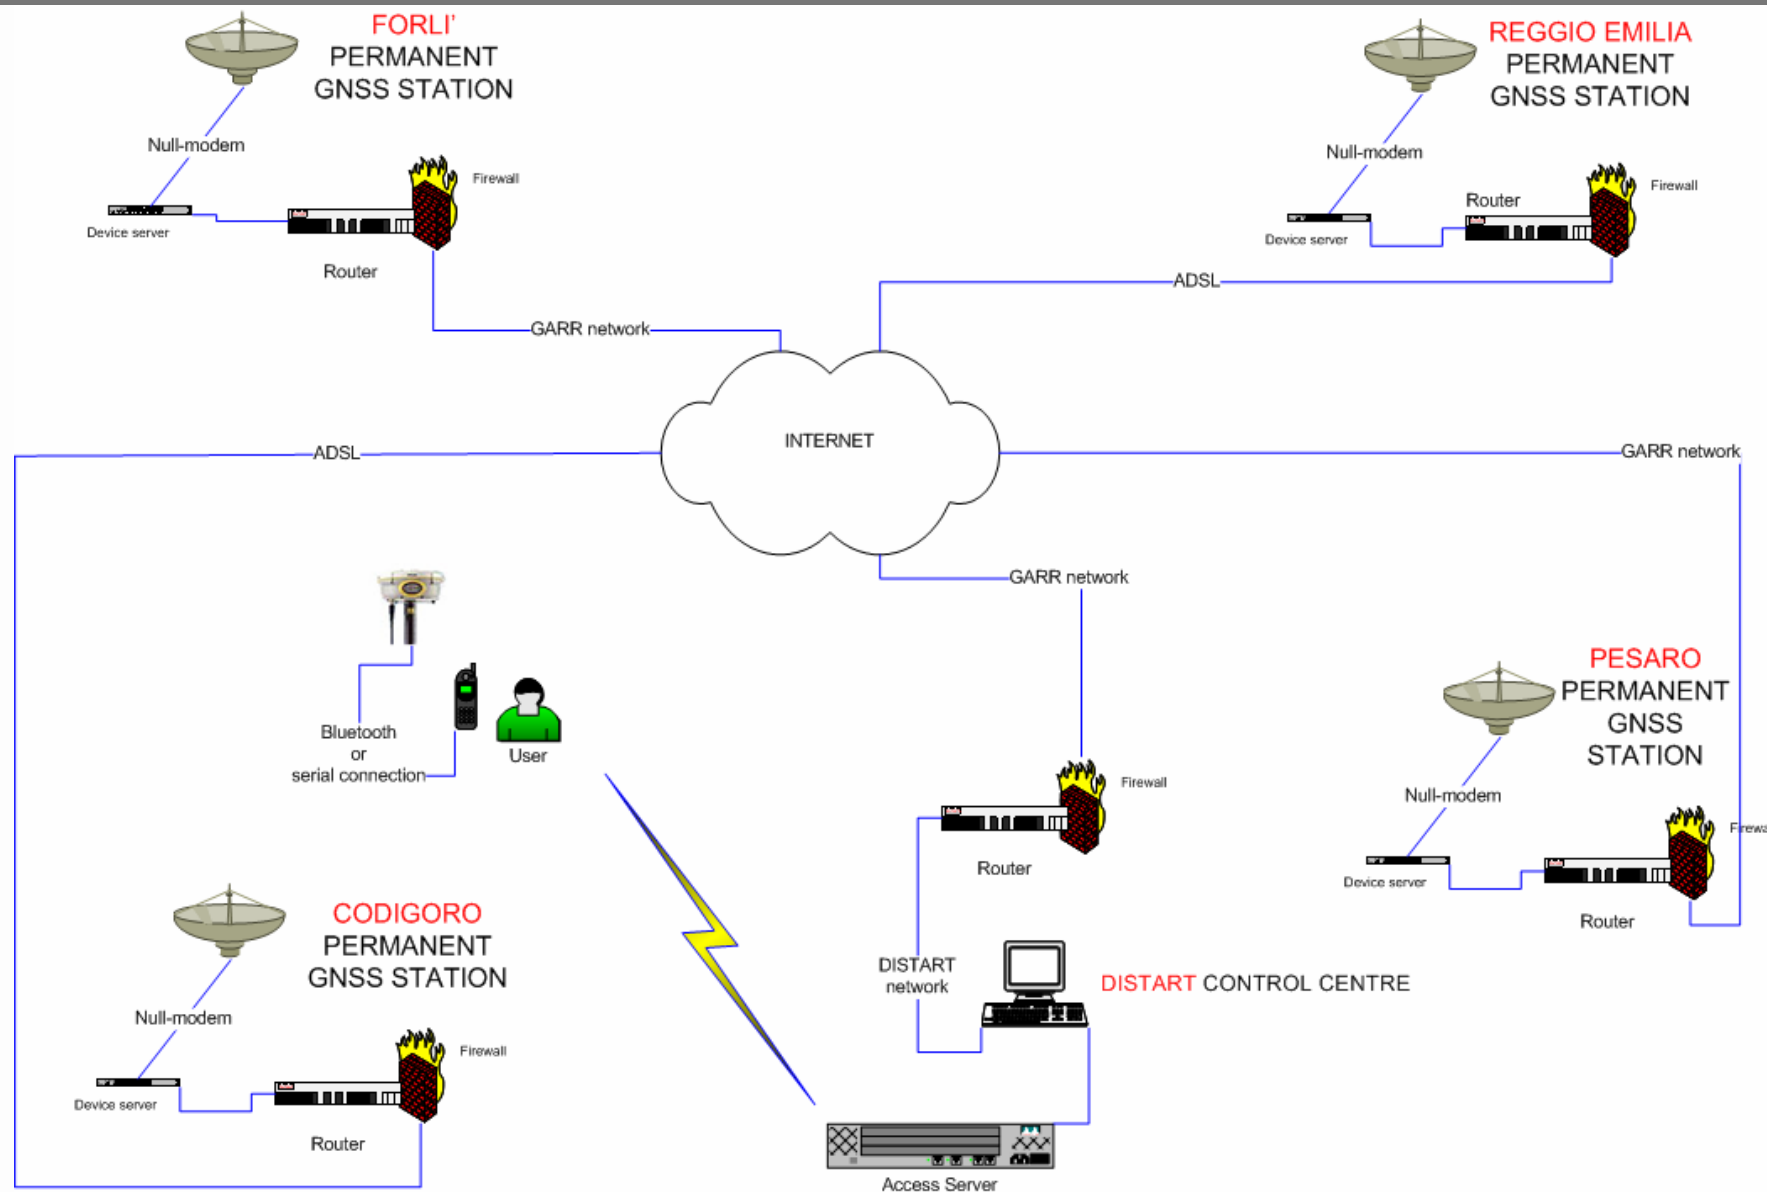 FORLI'
PERMANENT
GNSS STATION
Null-modem
Firewall
Device server
Router
REGGIO EMILIA
PERMANENT
GNSS STATION
Null-modem
Firewall
Router
Device server
ADSL
GARR network
INTERNET
ADSL
GARR network
GARR network
Bluetooth
or
serial connection
User
PESARO
PERMANENT
GNSS
STATION
Null-modem
Firewa
Device server
Router
Firewall
Router
DISTART
network
DISTART CONTROL CENTRE
CODIGORO
PERMANENT
GNSS STATION
Null-modem
Firewall
Device server
Router
Access Server